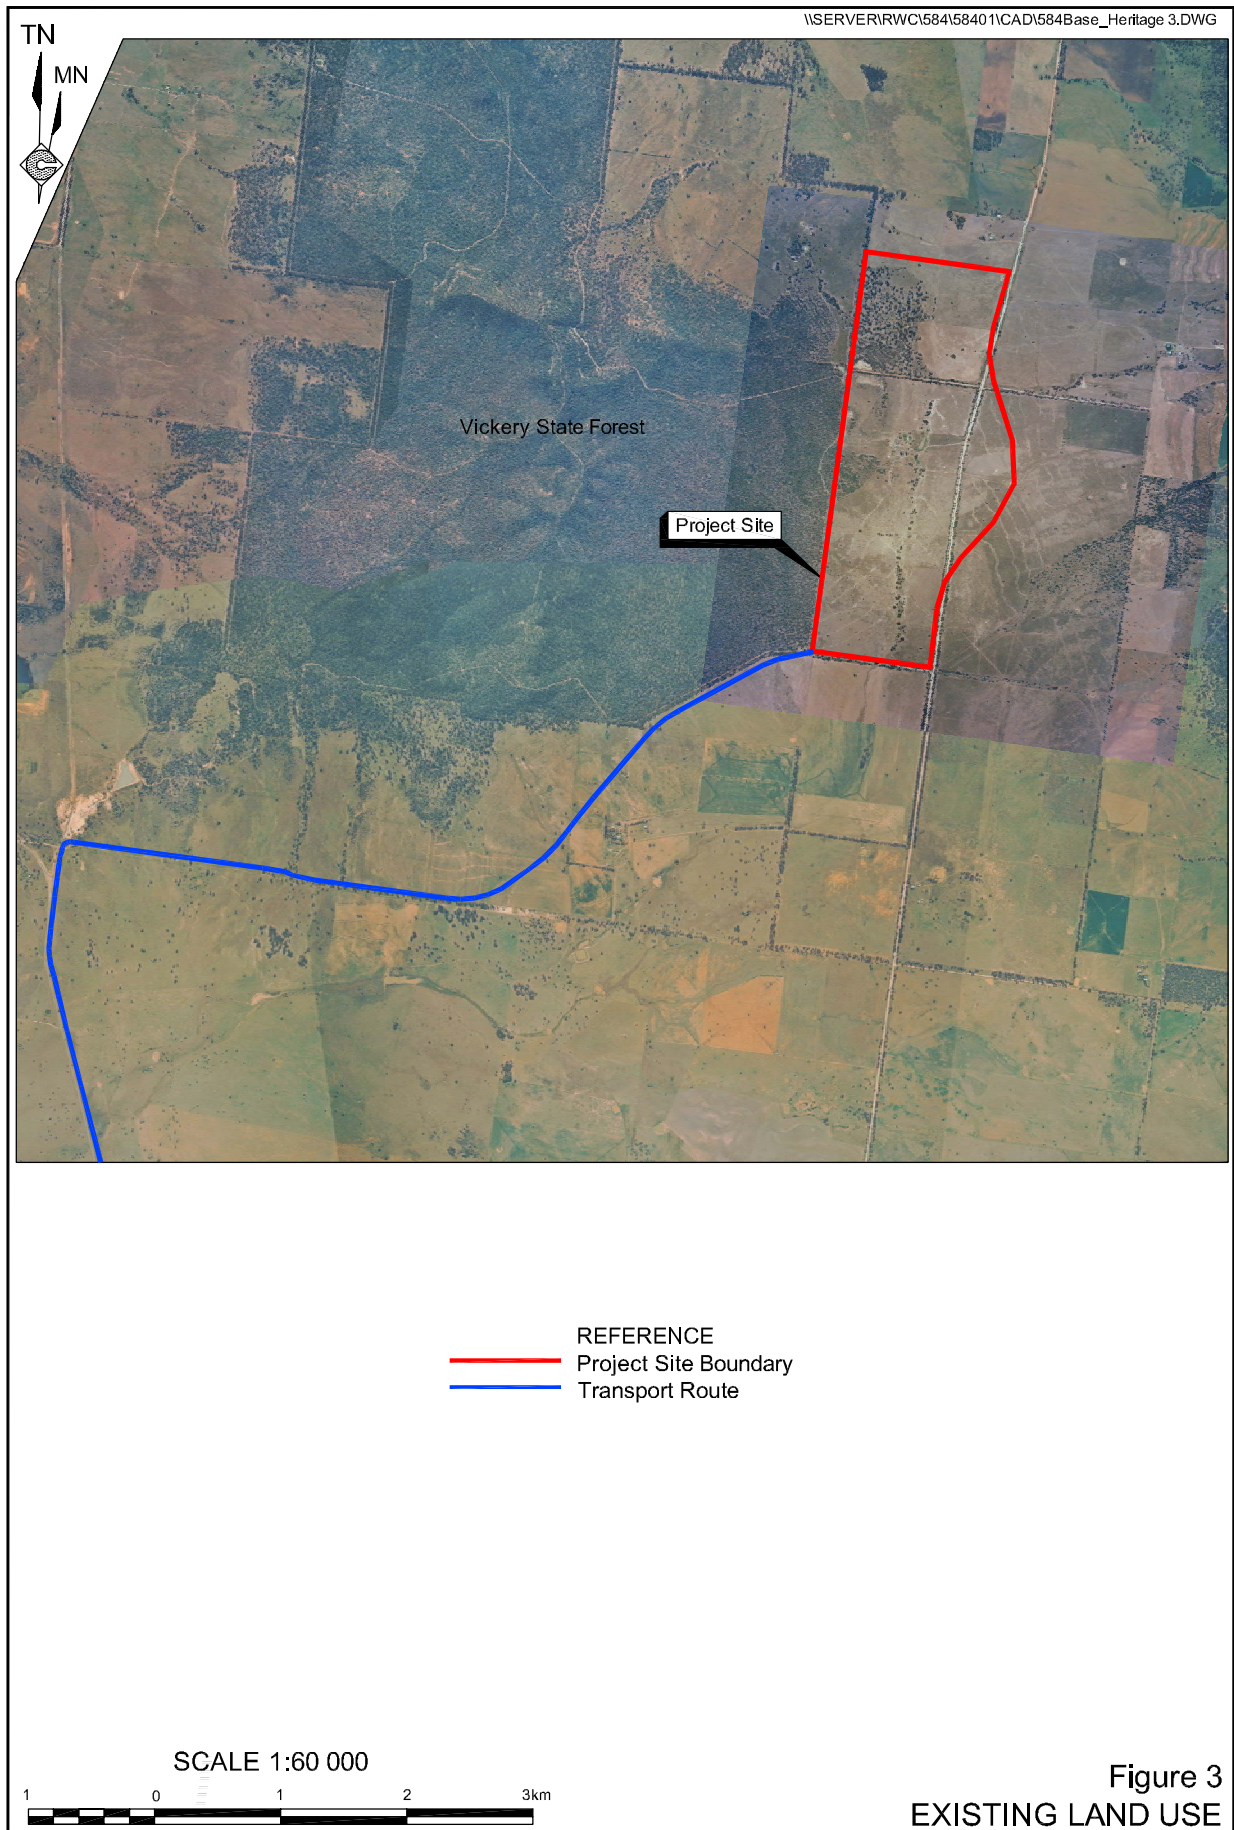 \\SERVER\RWC\584\58401\CAD\584Base_Heritage 3.DWG
TN
MN
Vickery State Forest
Project Site
REFERENCE
Project Site Boundary
Transport Route
SCALE 1:60 000
1 0 1 2 3km
Figure 3
EXISTING LAND USE